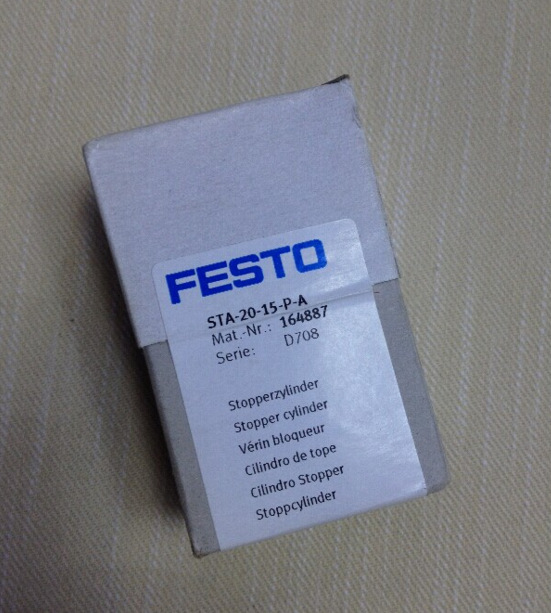 FESTO
STA-20-15-P-A
Mat.-Nr.: 164887
Serie: D708
Stopperzylinder
Stopper cylinder
Vérin bloqueur
Cilindro de tope
Cilindro Stopper
Stoppcylinder